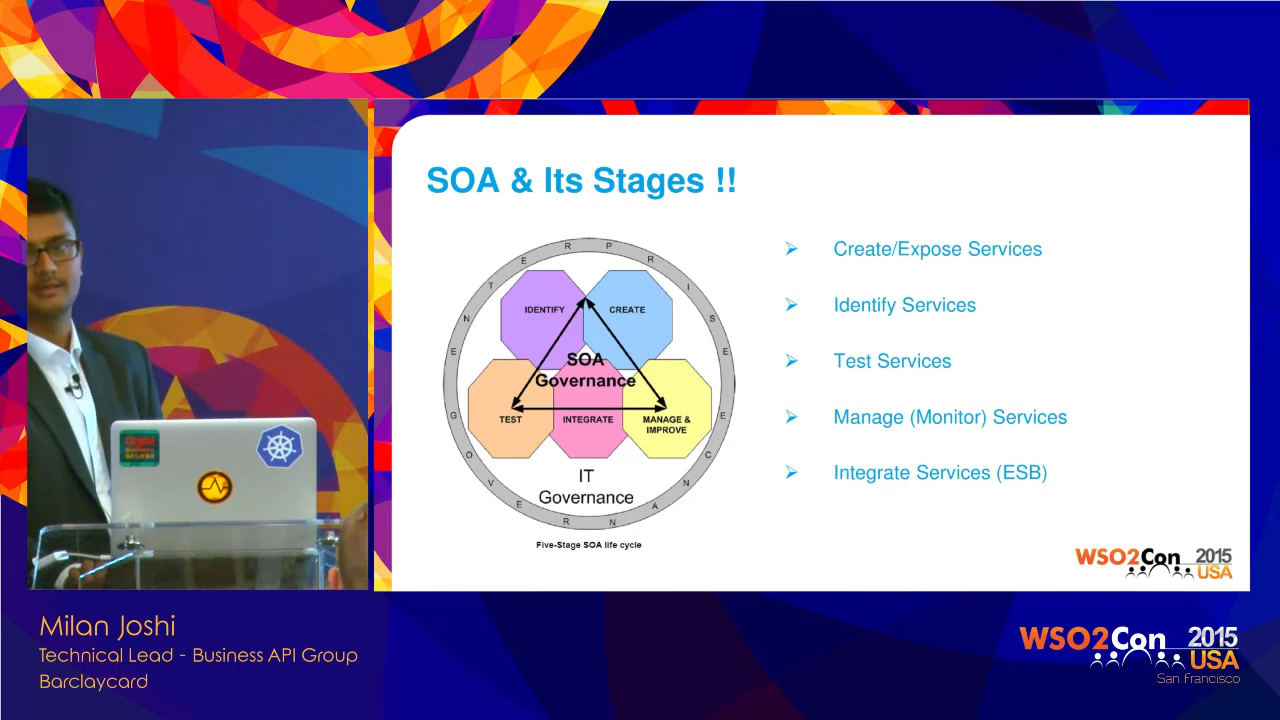 SOA & Its Stages !!
ENTERPRISE
GOVERNANCE
IDENTIFY
CREATE
SOA
Governance
TEST
INTEGRATE
MANAGE &
IMPROVE
IT
Governance
Five-Stage SOA life cycle
Create/Expose Services
Identify Services
Test Services
Manage (Monitor) Services
Integrate Services (ESB)
WSO2Con 2015
USA
Milan Joshi
Technical Lead - Business API Group
Barclaycard
WSO2Con 2015
USA
San Francisco